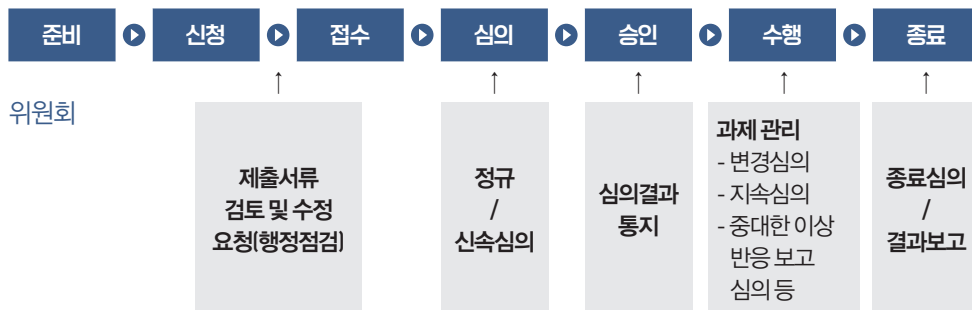 준비 신청 접수 심의 승인 수행 종료
위원회
제출서류
검토 및 수정
요청(행정점검)
정규
/
신속심의
심의결과
통지
과제 관리
- 변경심의
- 지속심의
- 중대한 이상
반응 보고
심의 등
종료심의
/
결과보고